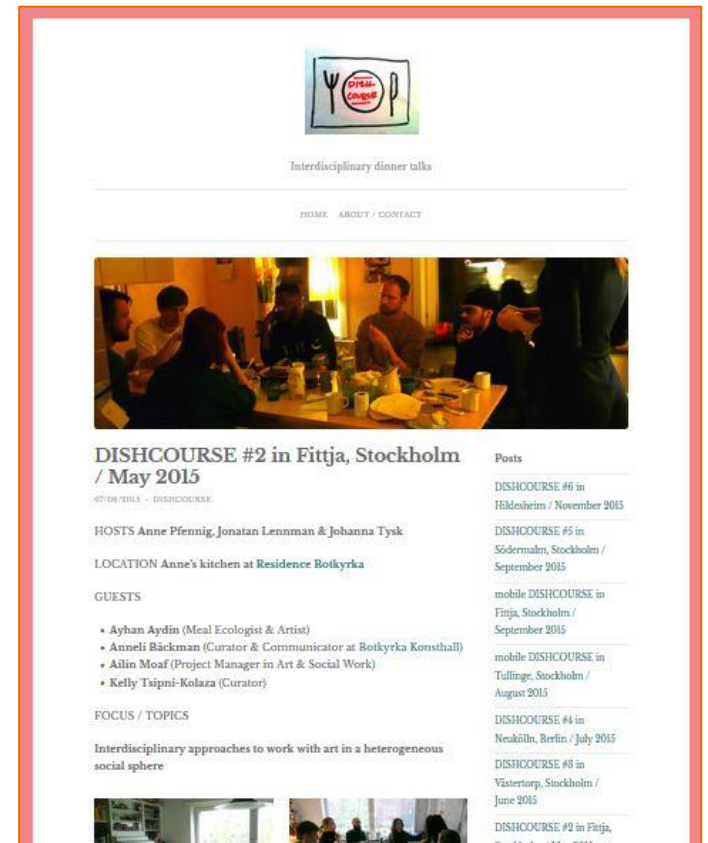 DISH-
COURSE
Interdisciplinary dinner talks
HOME ABOUT / CONTACT
DISHCOURSE #2 in Fittja, Stockholm
/ May 2015
07/08/2015 - DISHCOURSE
HOSTS Anne Pfennig, Jonatan Lennman & Johanna Tysk
LOCATION Anne's kitchen at Residence Botkyrka
GUESTS
• Ayhan Aydin (Meal Ecologist & Artist)
• Anneli Bäckman (Curator & Communicator at Botkyrka Konsthall)
• Ailin Moaf (Project Manager in Art & Social Work)
• Kelly Tsipni-Kolaza (Curator)
FOCUS / TOPICS
Interdisciplinary approaches to work with art in a heterogeneous
social sphere
Posts
DISHCOURSE #6 in
Hildesheim / November 2015
DISHCOURSE #5 in
Södermalm, Stockholm /
September 2015
mobile DISHCOURSE in
Fittja, Stockholm /
September 2015
mobile DISHCOURSE in
Tullinge, Stockholm /
August 2015
DISHCOURSE #4 in
Neukölln, Berlin / July 2015
DISHCOURSE #3 in
Västertorp, Stockholm /
June 2015
DISHCOURSE #2 in Fittja,